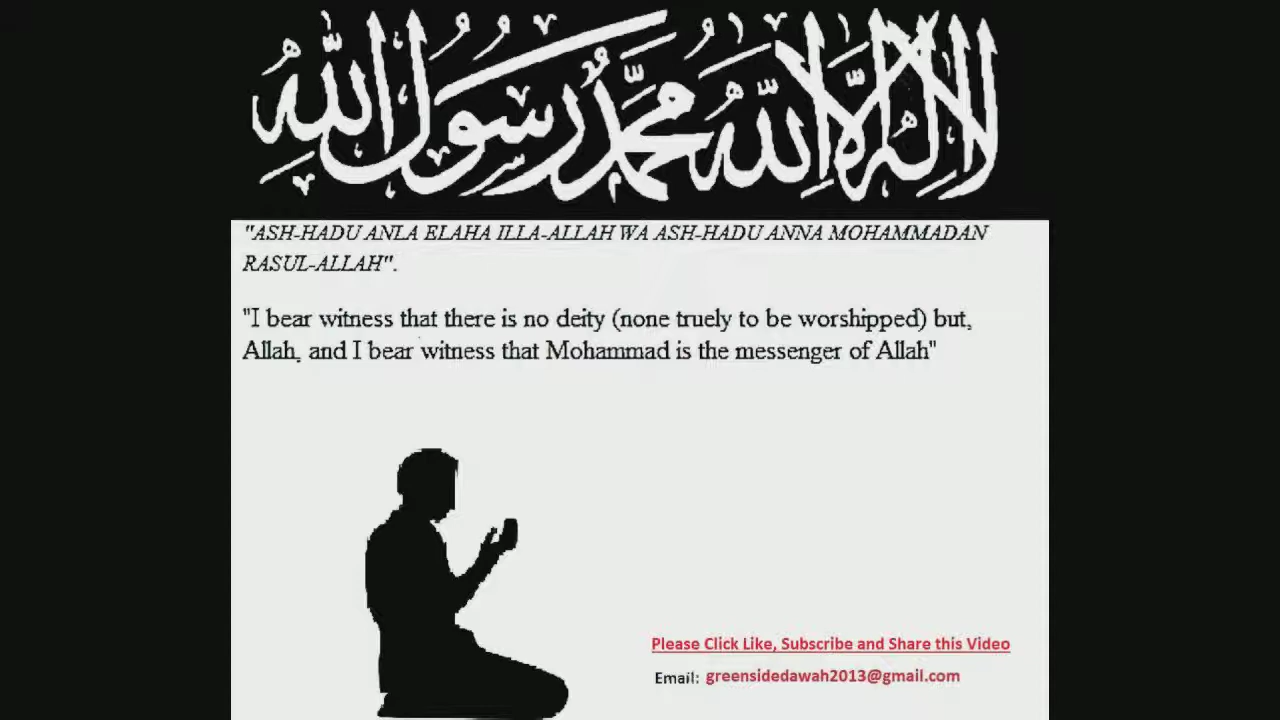 لا إله إلا الله محمد رسول الله
"ASH-HADU ANLA ELAHA ILLA-ALLAH WA ASH-HADU ANNA MOHAMMADAN
RASUL-ALLAH".
"I bear witness that there is no deity (none truely to be worshipped) but,
Allah, and I bear witness that Mohammad is the messenger of Allah"
Please Click Like, Subscribe and Share this Video
Email: greensidedawah2013@gmail.com